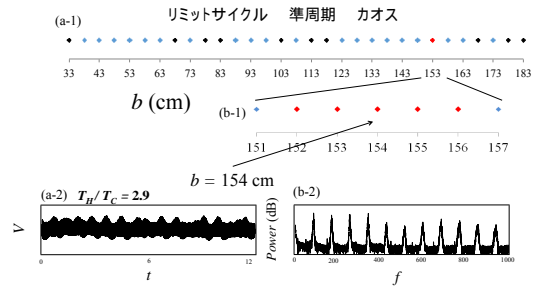 リミットサイクル 準周期 カオス
(a-1)
33 43 53 63 73 83 93 103 113 123 133 143 153 163 173 183
b (cm)
(b-1)
151 152 153 154 155 156 157
b = 154 cm
(a-2) T_H / T_C = 2.9
(b-2)
V
0 6 12
t
Power (dB)
0 200 400 600 800 1000
f